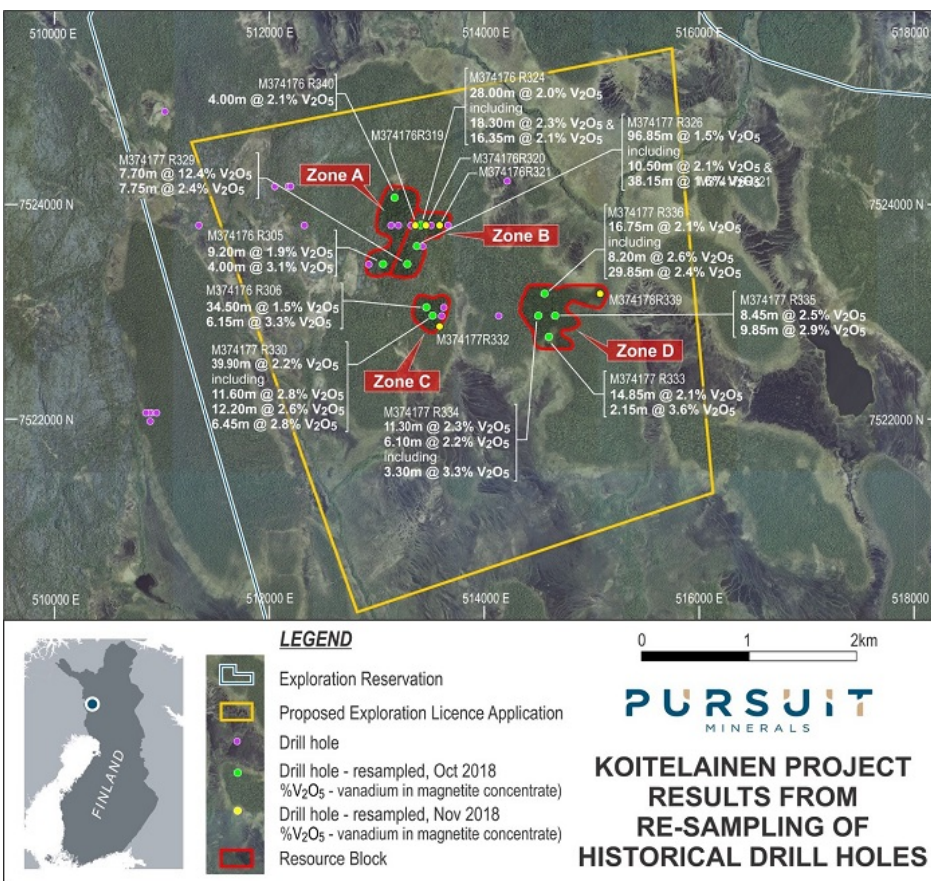 510000 E
512000 E
514000 E
516000 E
518000 E
M374176 R340
4.00m @ 2.1% V2O5
M374176 R324
28.00m @ 2.0% V2O5
including
18.30m @ 2.3% V2O5 &
16.35m @ 2.1% V2O5
M374177 R326
96.85m @ 1.5% V2O5
including
10.50m @ 2.1% V2O5 &
38.15m @ 1.6% V2O5
M374176R319
M374176R320
M374176R321
M374177 R329
7.70m @ 12.4% V2O5
7.75m @ 2.4% V2O5
Zone A
7524000 N
7524000 N
Zone B
M374177 R336
16.75m @ 2.1% V2O5
including
8.20m @ 2.6% V2O5
29.85m @ 2.4% V2O5
M374176 R305
9.20m @ 1.9% V2O5
4.00m @ 3.1% V2O5
M374176 R306
34.50m @ 1.5% V2O5
6.15m @ 3.3% V2O5
M374178R339
M374177 R335
8.45m @ 2.5% V2O5
9.85m @ 2.9% V2O5
M374177R332
M374177 R330
39.90m @ 2.2% V2O5
including
11.60m @ 2.8% V2O5
12.20m @ 2.6% V2O5
6.45m @ 2.8% V2O5
Zone C
Zone D
M374177 R333
14.85m @ 2.1% V2O5
2.15m @ 3.6% V2O5
M374177 R334
11.30m @ 2.3% V2O5
6.10m @ 2.2% V2O5
including
3.30m @ 3.3% V2O5
7522000 N
7522000 N
510000 E
512000 E
514000 E
516000 E
518000 E
FINLAND
LEGEND
Exploration Reservation
Proposed Exploration Licence Application
Drill hole
Drill hole - resampled, Oct 2018
%V2O5 - vanadium in magnetite concentrate)
Drill hole - resampled, Nov 2018
%V2O5 - vanadium in magnetite concentrate)
Resource Block
0 1 2km
PURSUIT
MINERALS
KOITELAINEN PROJECT
RESULTS FROM
RE-SAMPLING OF
HISTORICAL DRILL HOLES